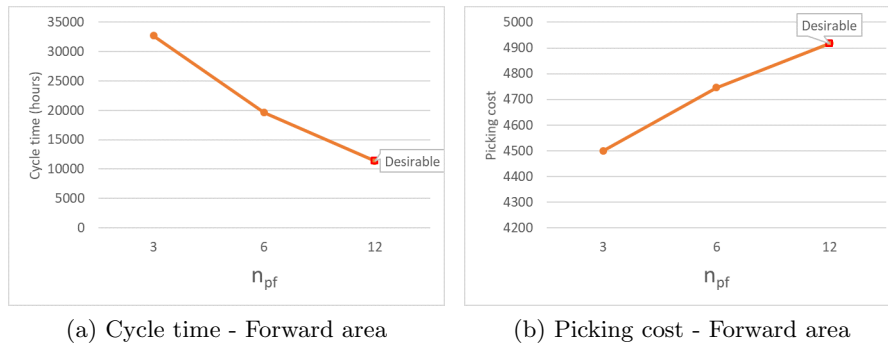 35000
30000
25000
20000
15000
10000
5000
0
Cycle time (hours)
Desirable
3 6 12
n_pf
(a) Cycle time - Forward area
5000
4900
4800
4700
4600
4500
4400
4300
4200
Picking cost
Desirable
3 6 12
n_pf
(b) Picking cost - Forward area